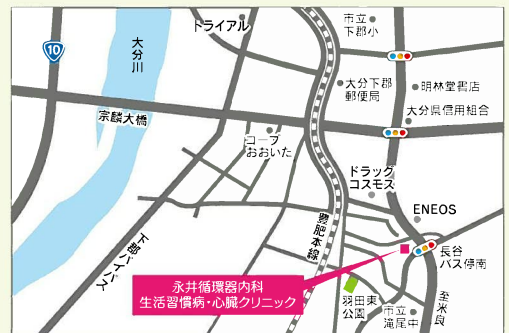 トライアル
市立
下郡小
10
大分川
大分下郡
郵便局
明林堂書店
大分県信用組合
宗麟大橋
コープ
おおいた
ドラッグ
コスモス
ENEOS
豊肥本線
下郡バイパス
長谷
バス停南
永井循環器内科
生活習慣病・心臓クリニック
羽田東
公園
市立
滝尾中
至米良